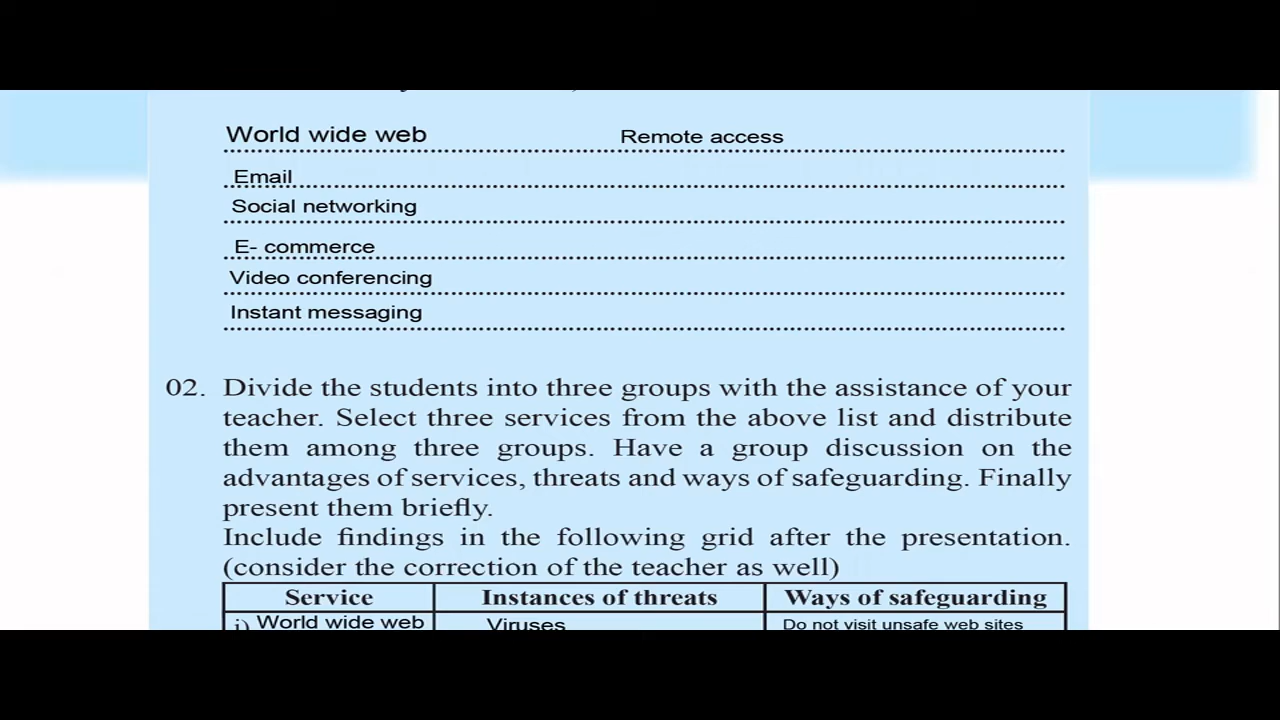 World wide web Remote access
Email
Social networking
E- commerce
Video conferencing
Instant messaging
02. Divide the students into three groups with the assistance of your
teacher. Select three services from the above list and distribute
them among three groups. Have a group discussion on the
advantages of services, threats and ways of safeguarding. Finally
present them briefly.
Include findings in the following grid after the presentation.
(consider the correction of the teacher as well)
Service Instances of threats Ways of safeguarding
i) World wide web Viruses Do not visit unsafe web sites